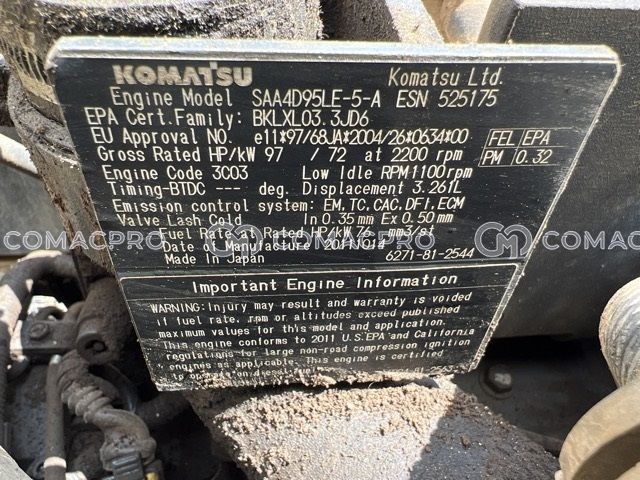 KOMATSU Komatsu Ltd.
Engine Model SAA4D95LE-5-A ESN 525175
EPA Cert.Family: BKLXL03.3JD6
EU Approval NO. e11*97/68JA*2004/26*0634*00
Gross Rated HP/kW 97 / 72 at 2200 rpm
FEL EPA
PM 0.32
Engine Code 3C03 Low Idle RPM1100rpm
Timing-BTDC --- deg. Displacement 3.261L
Emission control system: EM,TC,CAC,DFI,ECM
Valve Lash Cold In 0.35mm Ex 0.50mm
Fuel Rate at Rated HP/kW mm3/st
Date of Manufacture
Made in Japan 6271-81-2544
COMACPRO
COMACPRO
Important Engine Information
WARNING:Injury may result and warranty is voided
if fuel rate, rpm or altitudes exceed published
maximum values for this model and application.
This engine conforms to 2011 U.S.EPA and California
regulations for large non-road compression ignition
engines as applicable. This engine is certified
to operate on diesel fuel.